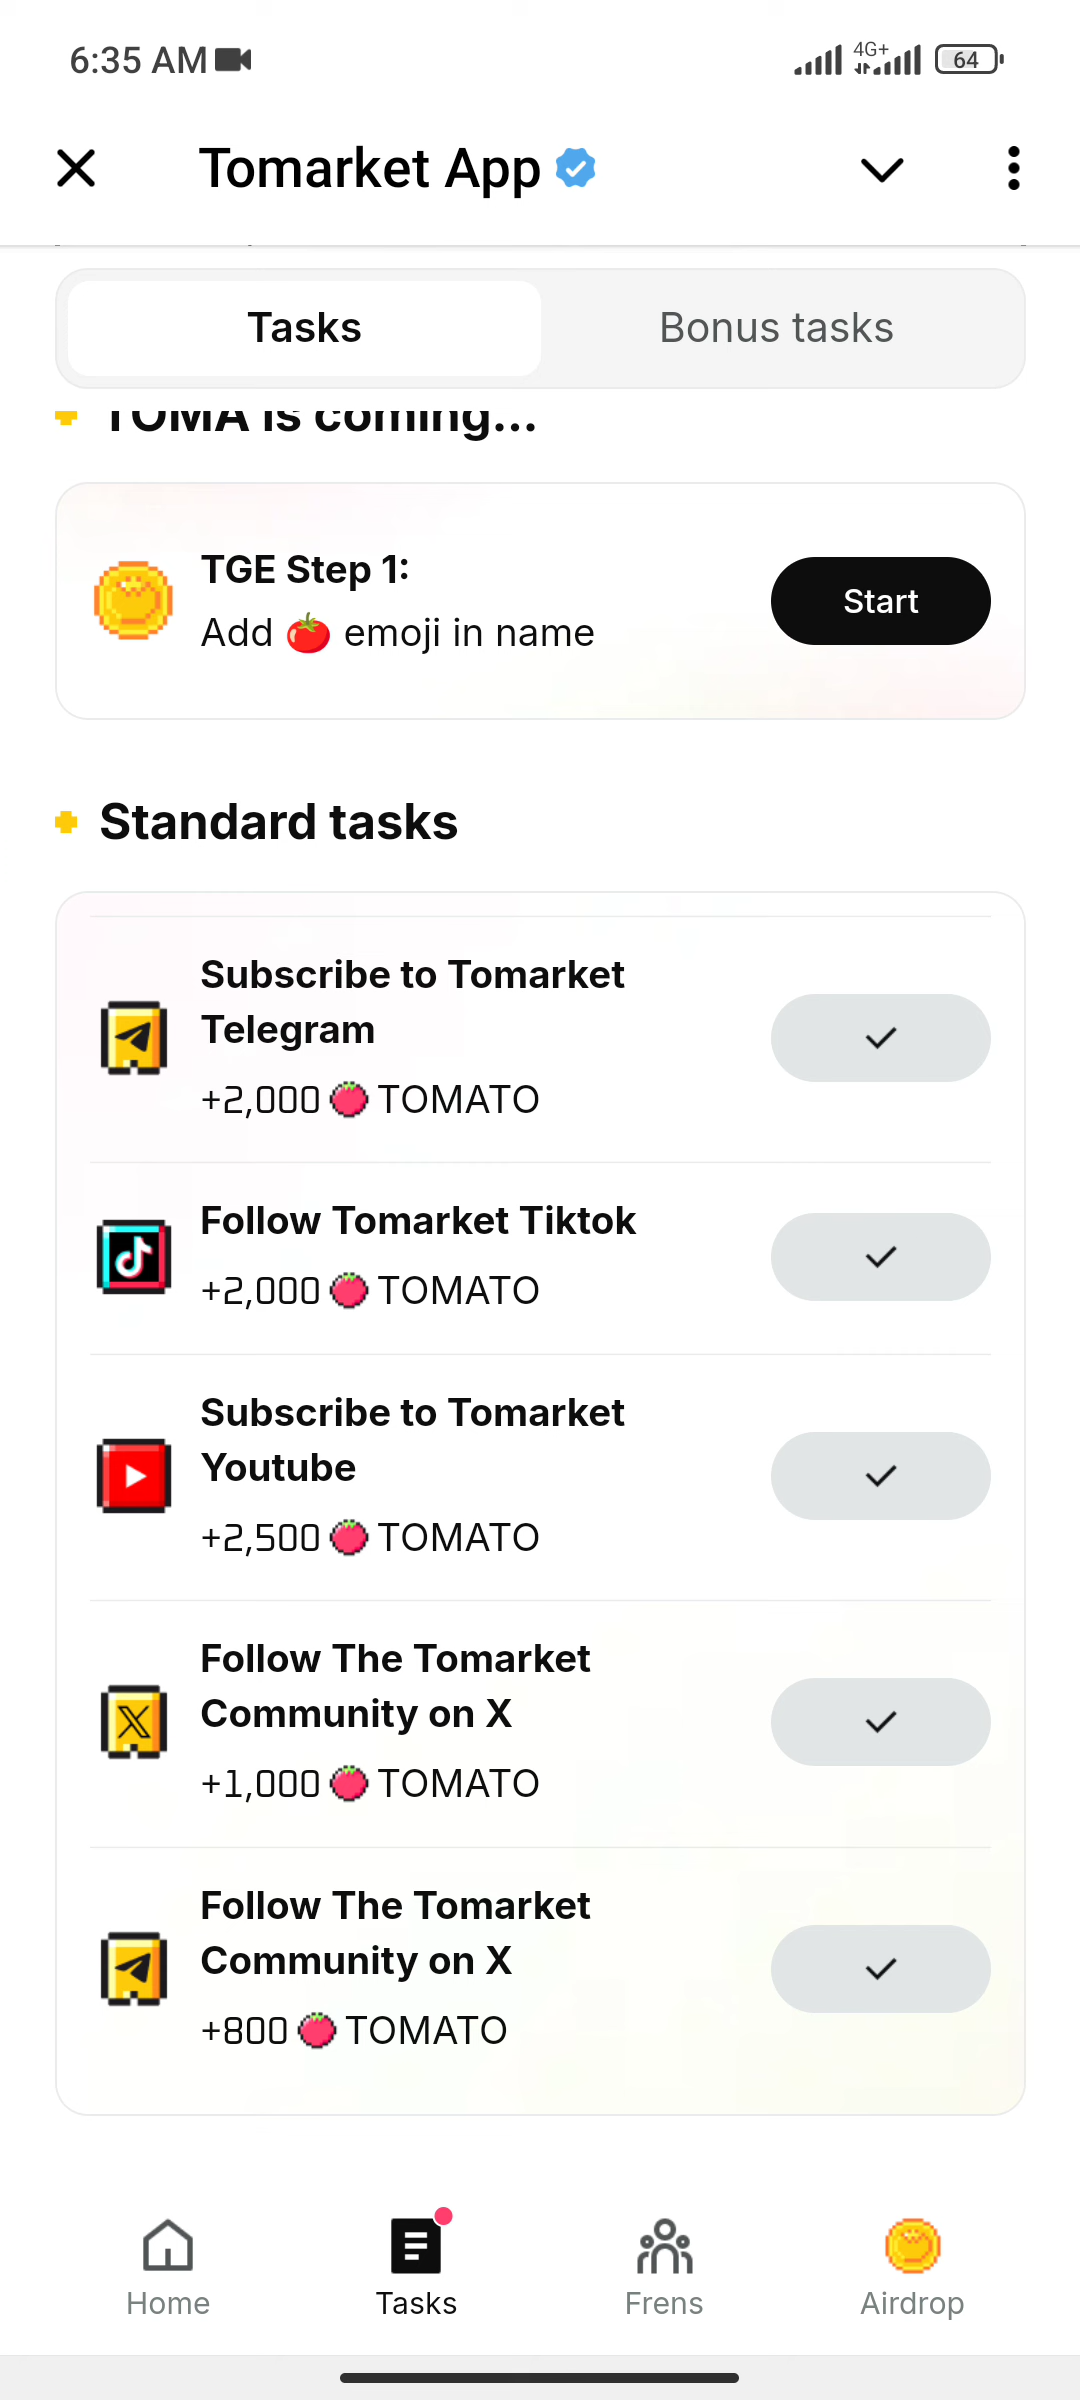 6:35 AM
4G+
64
Tomarket App
Tasks
Bonus tasks
TOMA is coming...
TGE Step 1:
Add 🍅 emoji in name
Start
Standard tasks
Subscribe to Tomarket
Telegram
+2,000 TOMATO
Follow Tomarket Tiktok
+2,000 TOMATO
Subscribe to Tomarket
Youtube
+2,500 TOMATO
Follow The Tomarket
Community on X
+1,000 TOMATO
Follow The Tomarket
Community on X
+800 TOMATO
Home
Tasks
Frens
Airdrop